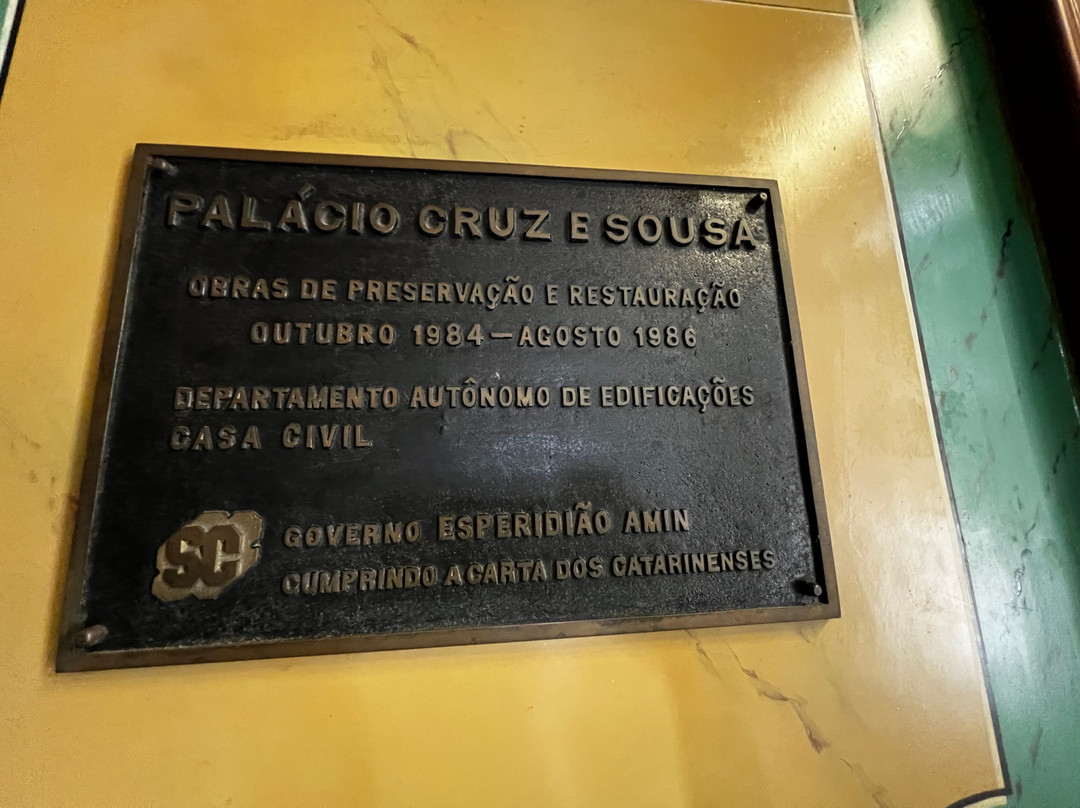 PALÁCIO CRUZ E SOUSA
OBRAS DE PRESERVAÇÃO E RESTAURAÇÃO
OUTUBRO 1984 — AGOSTO 1986
DEPARTAMENTO AUTÔNOMO DE EDIFICAÇÕES
CASA CIVIL
SC
GOVERNO ESPERIDIÃO AMIN
CUMPRINDO A CARTA DOS CATARINENSES